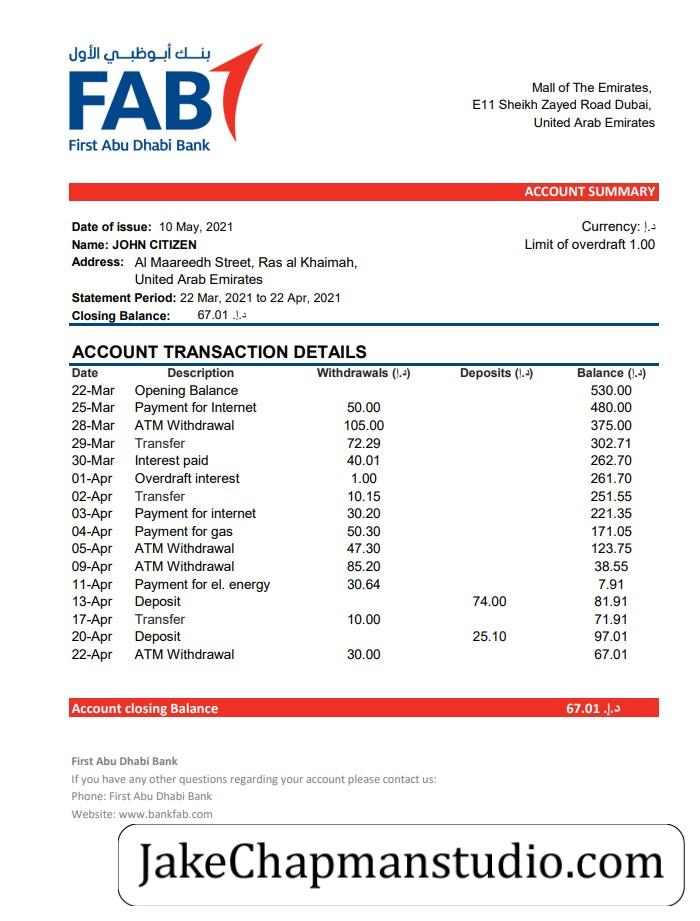 بنك أبوظبي الأول
FAB
First Abu Dhabi Bank
Mall of The Emirates,
E11 Sheikh Zayed Road Dubai,
United Arab Emirates
ACCOUNT SUMMARY
Date of issue: 10 May, 2021
Currency: د.إ
Name: JOHN CITIZEN
Limit of overdraft 1.00
Address: Al Maareedh Street, Ras al Khaimah,
United Arab Emirates
Statement Period: 22 Mar, 2021 to 22 Apr, 2021
Closing Balance: 67.01 د.إ.
ACCOUNT TRANSACTION DETAILS
Date Description Withdrawals (د.إ) Deposits (د.إ) Balance (د.إ)
22-Mar Opening Balance 530.00
25-Mar Payment for Internet 50.00 480.00
28-Mar ATM Withdrawal 105.00 375.00
29-Mar Transfer 72.29 302.71
30-Mar Interest paid 40.01 262.70
01-Apr Overdraft interest 1.00 261.70
02-Apr Transfer 10.15 251.55
03-Apr Payment for internet 30.20 221.35
04-Apr Payment for gas 50.30 171.05
05-Apr ATM Withdrawal 47.30 123.75
09-Apr ATM Withdrawal 85.20 38.55
11-Apr Payment for el. energy 30.64 7.91
13-Apr Deposit 74.00 81.91
17-Apr Transfer 10.00 71.91
20-Apr Deposit 25.10 97.01
22-Apr ATM Withdrawal 30.00 67.01
Account closing Balance 67.01 د.إ.
First Abu Dhabi Bank
If you have any other questions regarding your account please contact us:
Phone: First Abu Dhabi Bank
Website: www.bankfab.com
JakeChapmanstudio.com